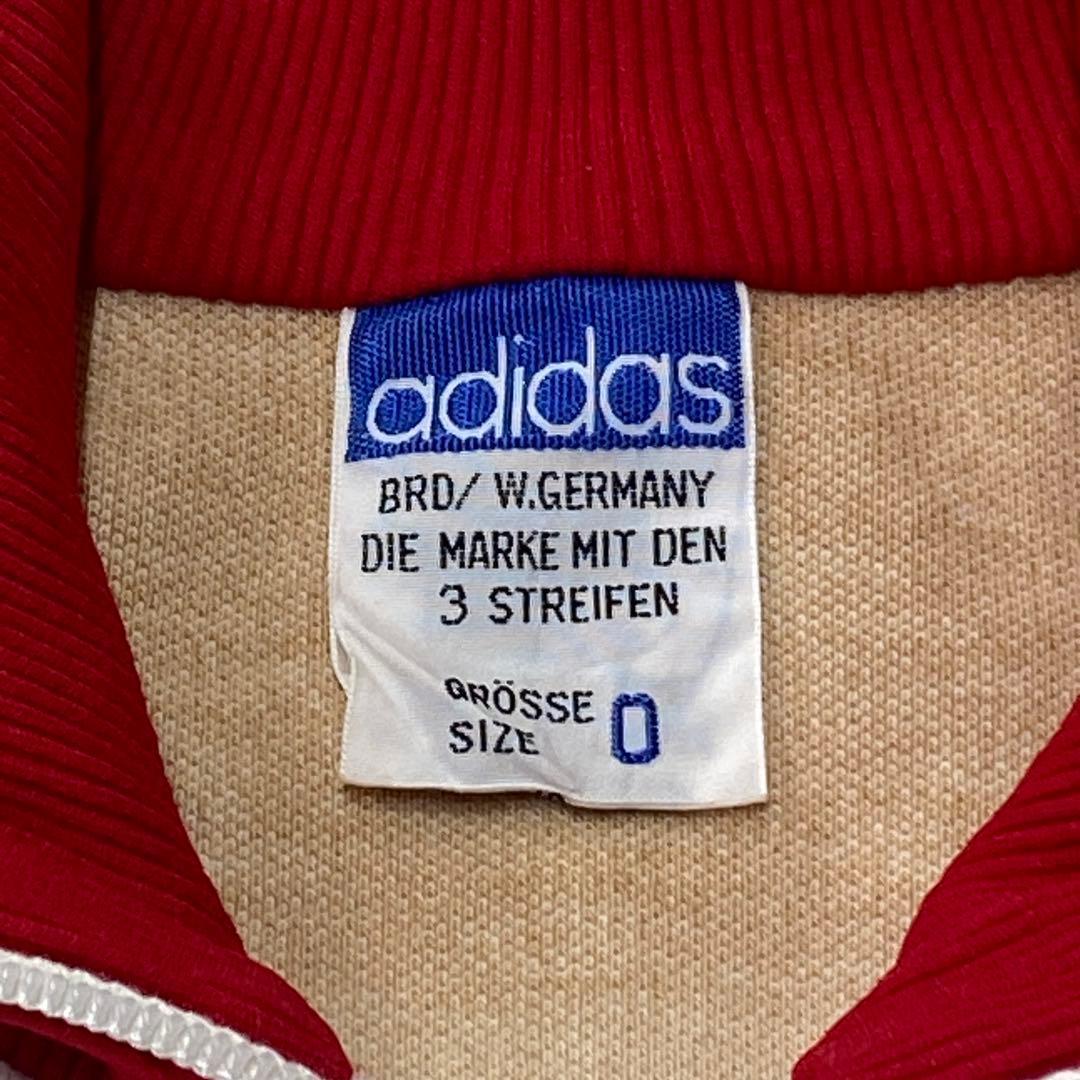 adidas
BRD/ W.GERMANY
DIE MARKE MIT DEN
3 STREIFEN
GRÖSSE
SIZE 0